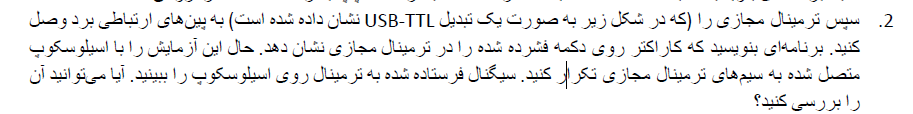 2. سپس ترمینال مجازی را (که در شکل زیر به صورت یک تبدیل USB-TTL نشان داده شده است) به پین‌های ارتباطی برد وصل
کنید. برنامه‌ای بنویسید که کاراکتر روی دکمه فشرده شده را در ترمینال مجازی نشان دهد. حال این آزمایش را با اسیلوسکوپ
متصل شده به سیم‌های ترمینال مجازی تکرار کنید. سیگنال فرستاده شده به ترمینال روی اسیلوسکوپ را ببینید. آیا می‌توانید آن
را بررسی کنید؟